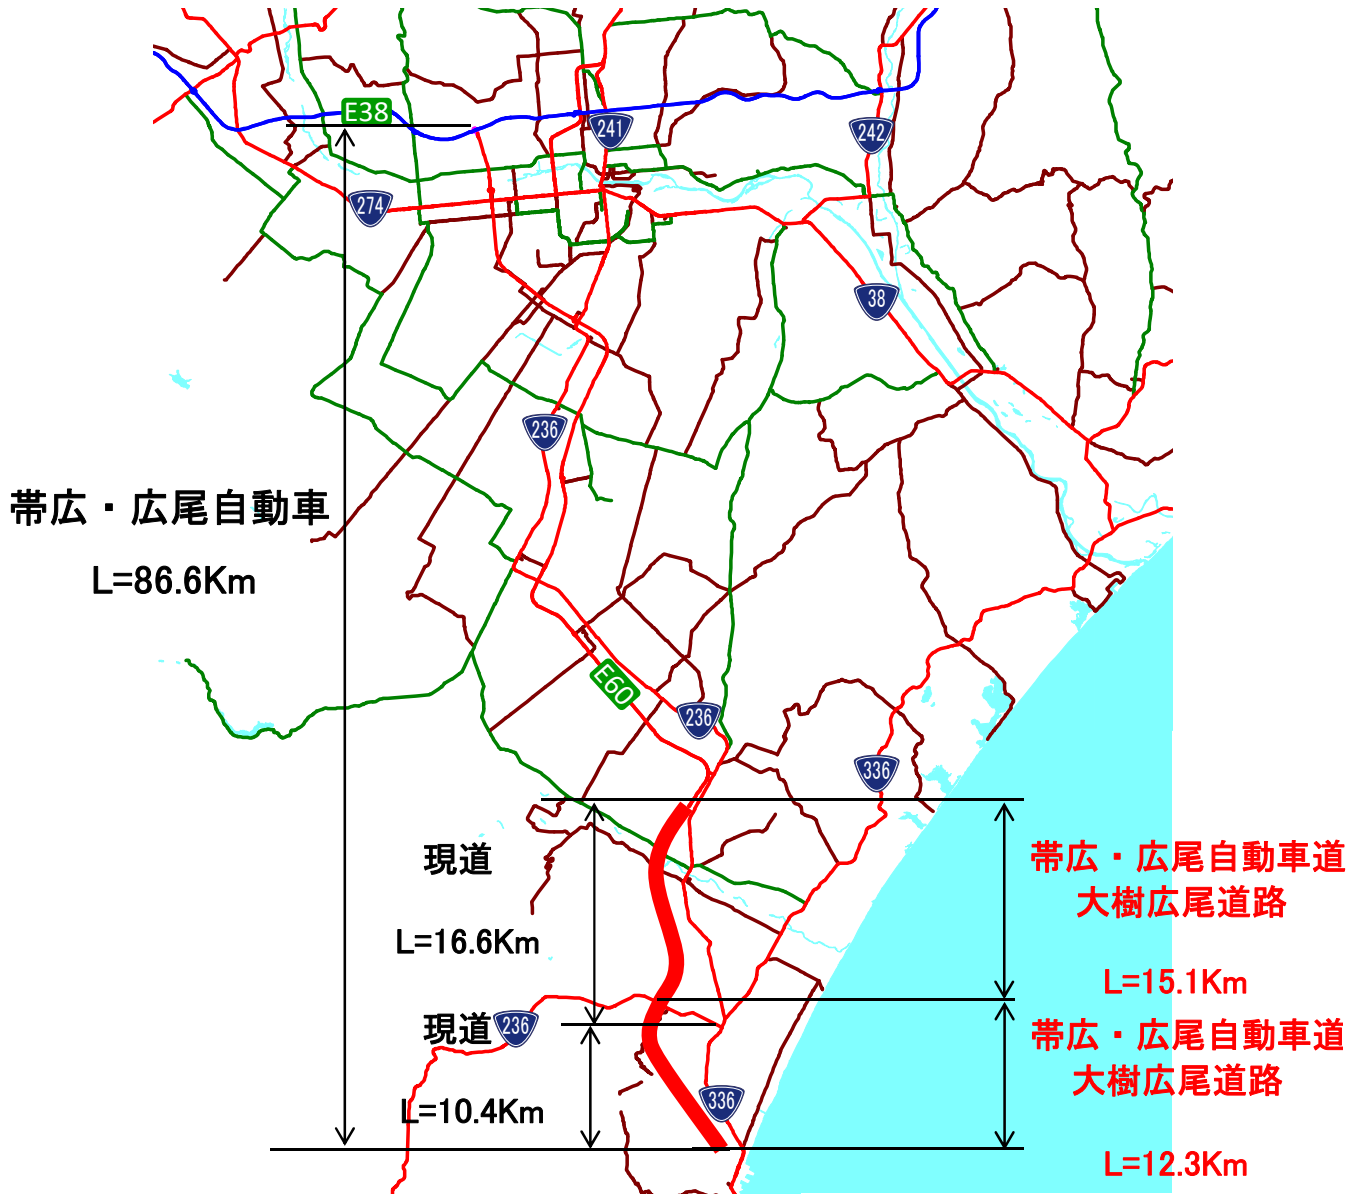 E38
241
242
274
38
236
帯広・広尾自動車
L=86.6Km
E60
236
336
現道
L=16.6Km
帯広・広尾自動車道
大樹広尾道路
L=15.1Km
現道
236
L=10.4Km
336
帯広・広尾自動車道
大樹広尾道路
L=12.3Km